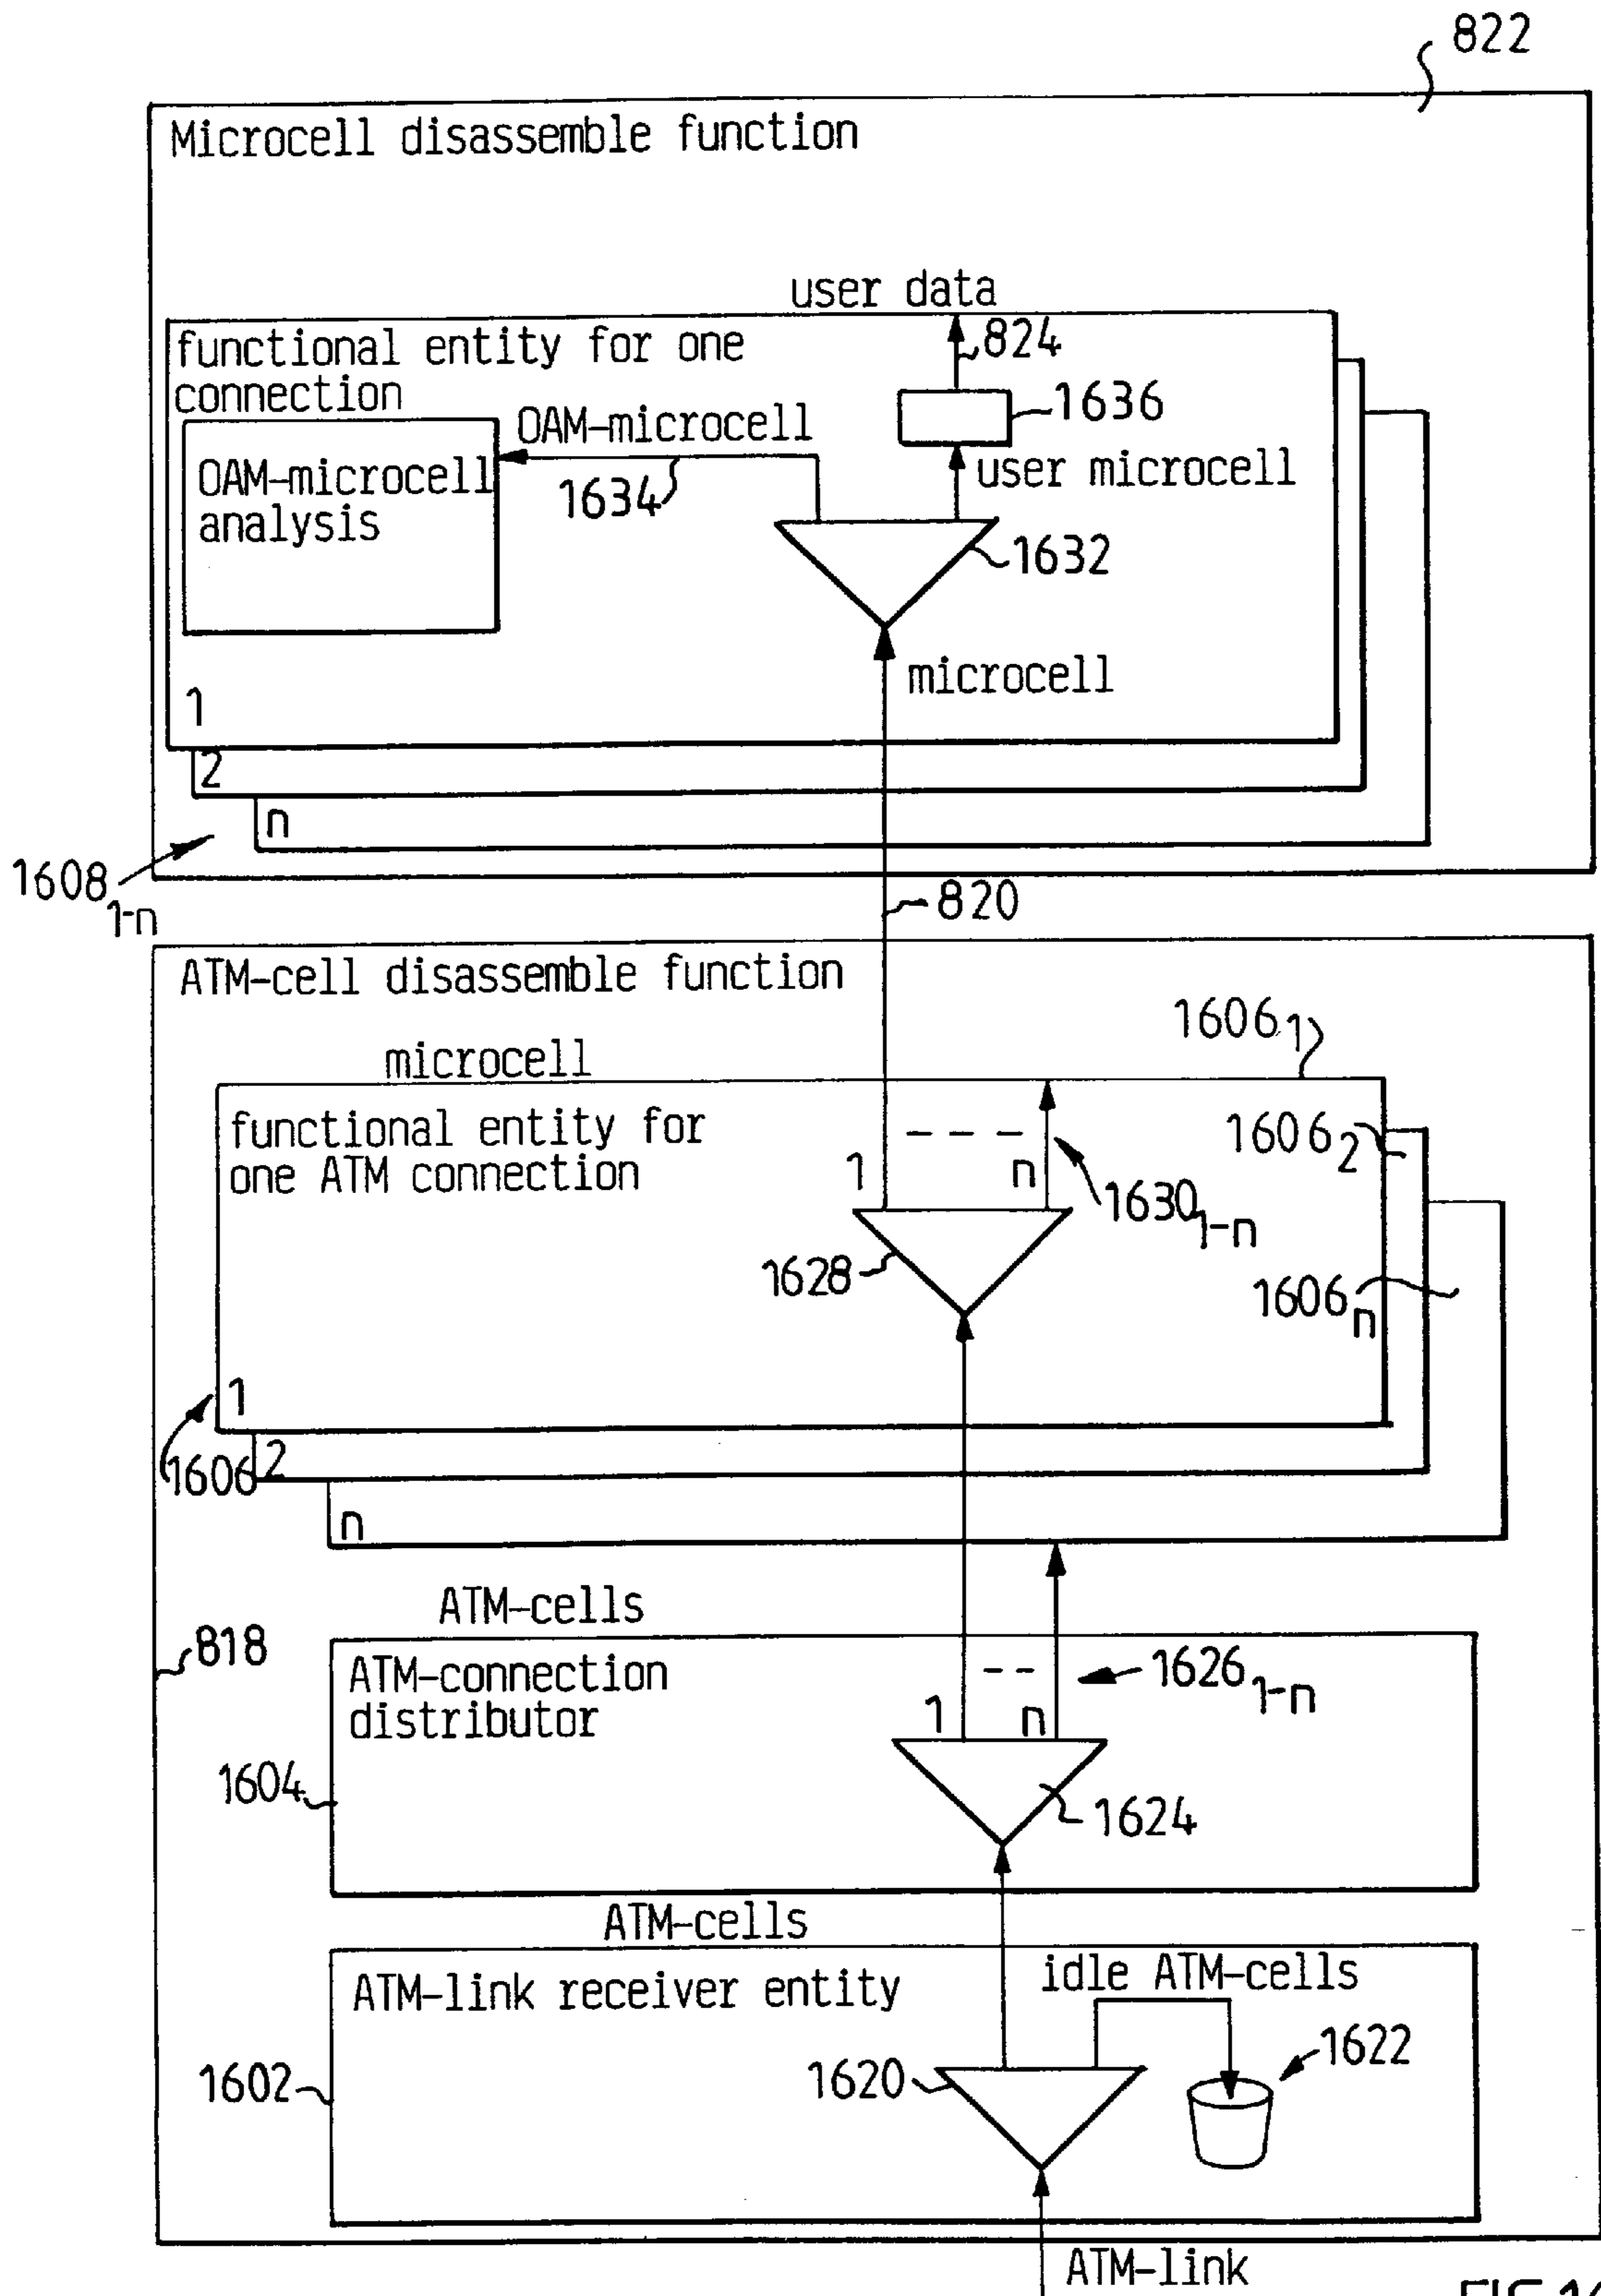 822
Microcell disassemble function
user data
functional entity for one
connection
824
1636
OAM-microcell
user microcell
OAM-microcell
analysis
1634
1632
microcell
1
2
n
1608 1-n
820
ATM-cell disassemble function
1606 1
microcell
functional entity for
one ATM connection
1606 2
1
n
1630 1-n
1628
1606 n
1
1606
2
n
ATM-cells
818
ATM-connection
distributor
1626 1-n
1
n
1604
1624
ATM-cells
ATM-link receiver entity
idle ATM-cells
1622
1602
1620
ATM-link